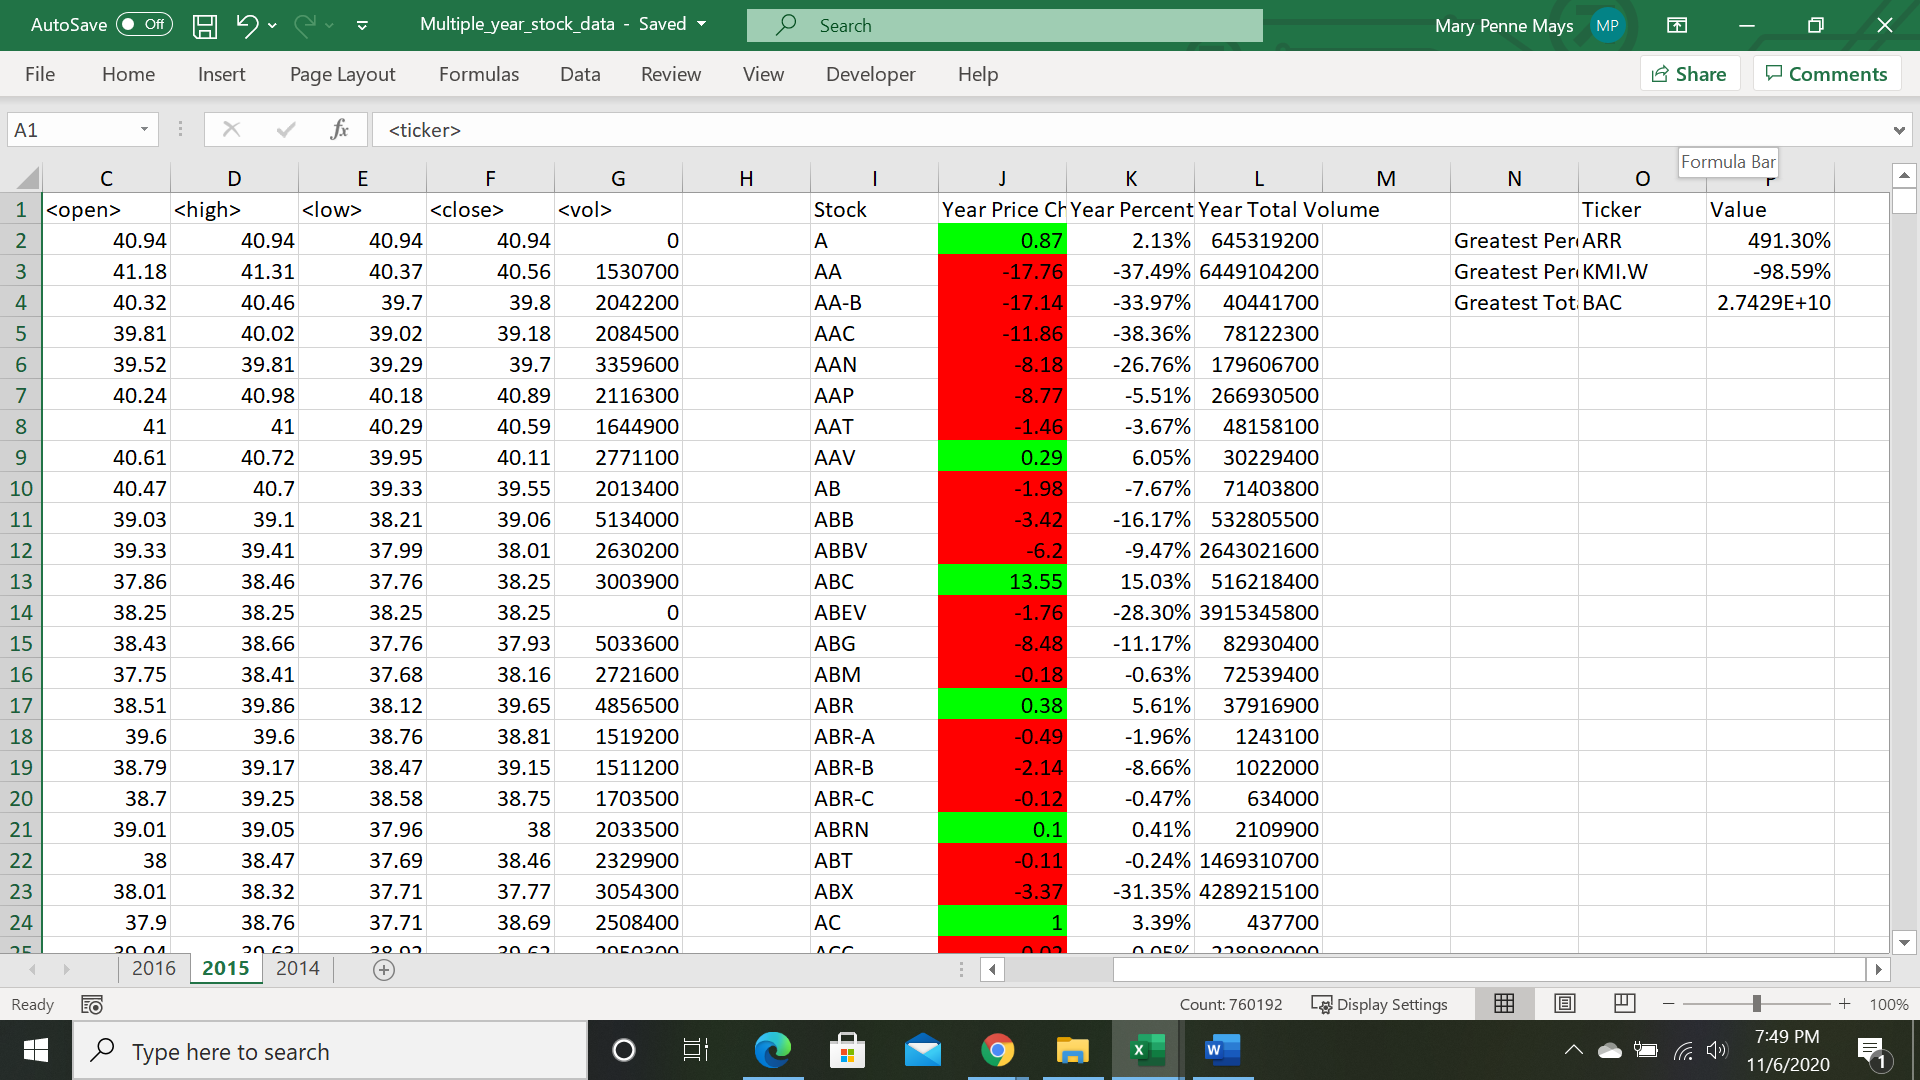 AutoSave Off Multiple_year_stock_data - Saved Search Mary Penne Mays MP
File Home Insert Page Layout Formulas Data Review View Developer Help Share Comments
A1 fx <ticker>
Formula Bar
C D E F G H I J K L M N O P
1 <open> <high> <low> <close> <vol> Stock Year Price Ch Year Percent Year Total Volume Ticker Value
2 40.94 40.94 40.94 40.94 0 A 0.87 2.13% 645319200 Greatest Per ARR 491.30%
3 41.18 41.31 40.37 40.56 1530700 AA -17.76 -37.49% 6449104200 Greatest Per KMI.W -98.59%
4 40.32 40.46 39.7 39.8 2042200 AA-B -17.14 -33.97% 40441700 Greatest Tot BAC 2.7429E+10
5 39.81 40.02 39.02 39.18 2084500 AAC -11.86 -38.36% 78122300
6 39.52 39.81 39.29 39.7 3359600 AAN -8.18 -26.76% 179606700
7 40.24 40.98 40.18 40.89 2116300 AAP -8.77 -5.51% 266930500
8 41 41 40.29 40.59 1644900 AAT -1.46 -3.67% 48158100
9 40.61 40.72 39.95 40.11 2771100 AAV 0.29 6.05% 30229400
10 40.47 40.7 39.33 39.55 2013400 AB -1.98 -7.67% 71403800
11 39.03 39.1 38.21 39.06 5134000 ABB -3.42 -16.17% 532805500
12 39.33 39.41 37.99 38.01 2630200 ABBV -6.2 -9.47% 2643021600
13 37.86 38.46 37.76 38.25 3003900 ABC 13.55 15.03% 516218400
14 38.25 38.25 38.25 38.25 0 ABEV -1.76 -28.30% 3915345800
15 38.43 38.66 37.76 37.93 5033600 ABG -8.48 -11.17% 82930400
16 37.75 38.41 37.68 38.16 2721600 ABM -0.18 -0.63% 72539400
17 38.51 39.86 38.12 39.65 4856500 ABR 0.38 5.61% 37916900
18 39.6 39.6 38.76 38.81 1519200 ABR-A -0.49 -1.96% 1243100
19 38.79 39.17 38.47 39.15 1511200 ABR-B -2.14 -8.66% 1022000
20 38.7 39.25 38.58 38.75 1703500 ABR-C -0.12 -0.47% 634000
21 39.01 39.05 37.96 38 2033500 ABRN 0.1 0.41% 2109900
22 38 38.47 37.69 38.46 2329900 ABT -0.11 -0.24% 1469310700
23 38.01 38.32 37.71 37.77 3054300 ABX -3.37 -31.35% 4289215100
24 37.9 38.76 37.71 38.69 2508400 AC 1 3.39% 437700
2016 2015 2014
Ready Count: 760192 Display Settings 100%
Type here to search 7:49 PM
11/6/2020 1